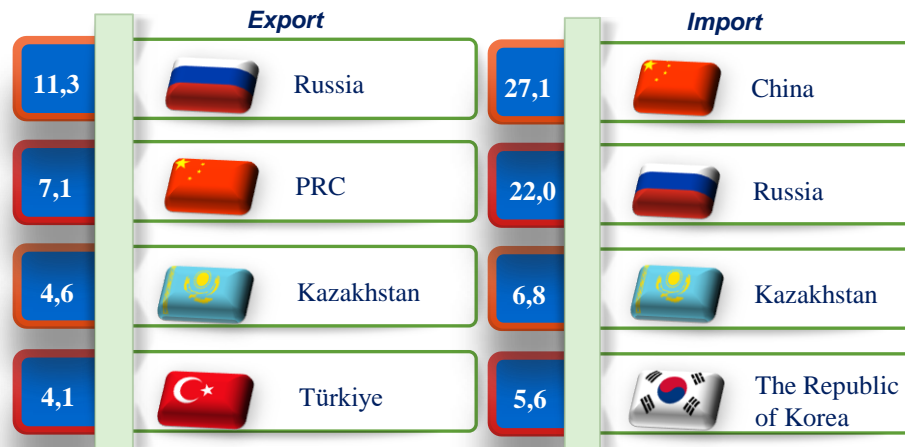 Export
11,3
Russia
7,1
PRC
4,6
Kazakhstan
4,1
Türkiye
Import
27,1
China
22,0
Russia
6,8
Kazakhstan
5,6
The Republic
of Korea